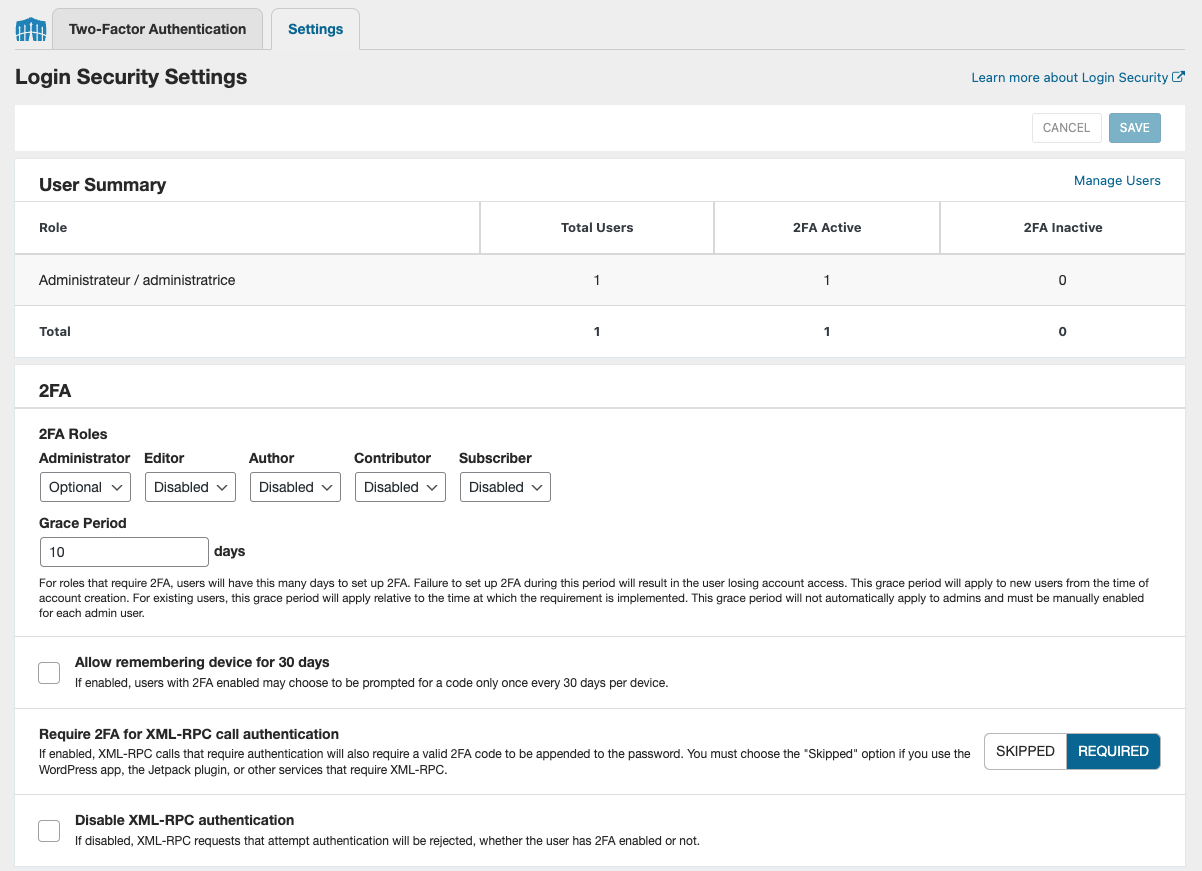 Two-Factor Authentication
Settings
Login Security Settings
Learn more about Login Security
CANCEL
SAVE
User Summary
Manage Users
Role Total Users 2FA Active 2FA Inactive
Administrateur / administratrice 1 1 0
Total 1 1 0
2FA
2FA Roles
Administrator Editor Author Contributor Subscriber
Optional Disabled Disabled Disabled Disabled
Grace Period
10 days
For roles that require 2FA, users will have this many days to set up 2FA. Failure to set up 2FA during this period will result in the user losing account access. This grace period will apply to new users from the time of
account creation. For existing users, this grace period will apply relative to the time at which the requirement is implemented. This grace period will not automatically apply to admins and must be manually enabled
for each admin user.
Allow remembering device for 30 days
If enabled, users with 2FA enabled may choose to be prompted for a code only once every 30 days per device.
Require 2FA for XML-RPC call authentication
If enabled, XML-RPC calls that require authentication will also require a valid 2FA code to be appended to the password. You must choose the "Skipped" option if you use the
WordPress app, the Jetpack plugin, or other services that require XML-RPC.
SKIPPED REQUIRED
Disable XML-RPC authentication
If disabled, XML-RPC requests that attempt authentication will be rejected, whether the user has 2FA enabled or not.